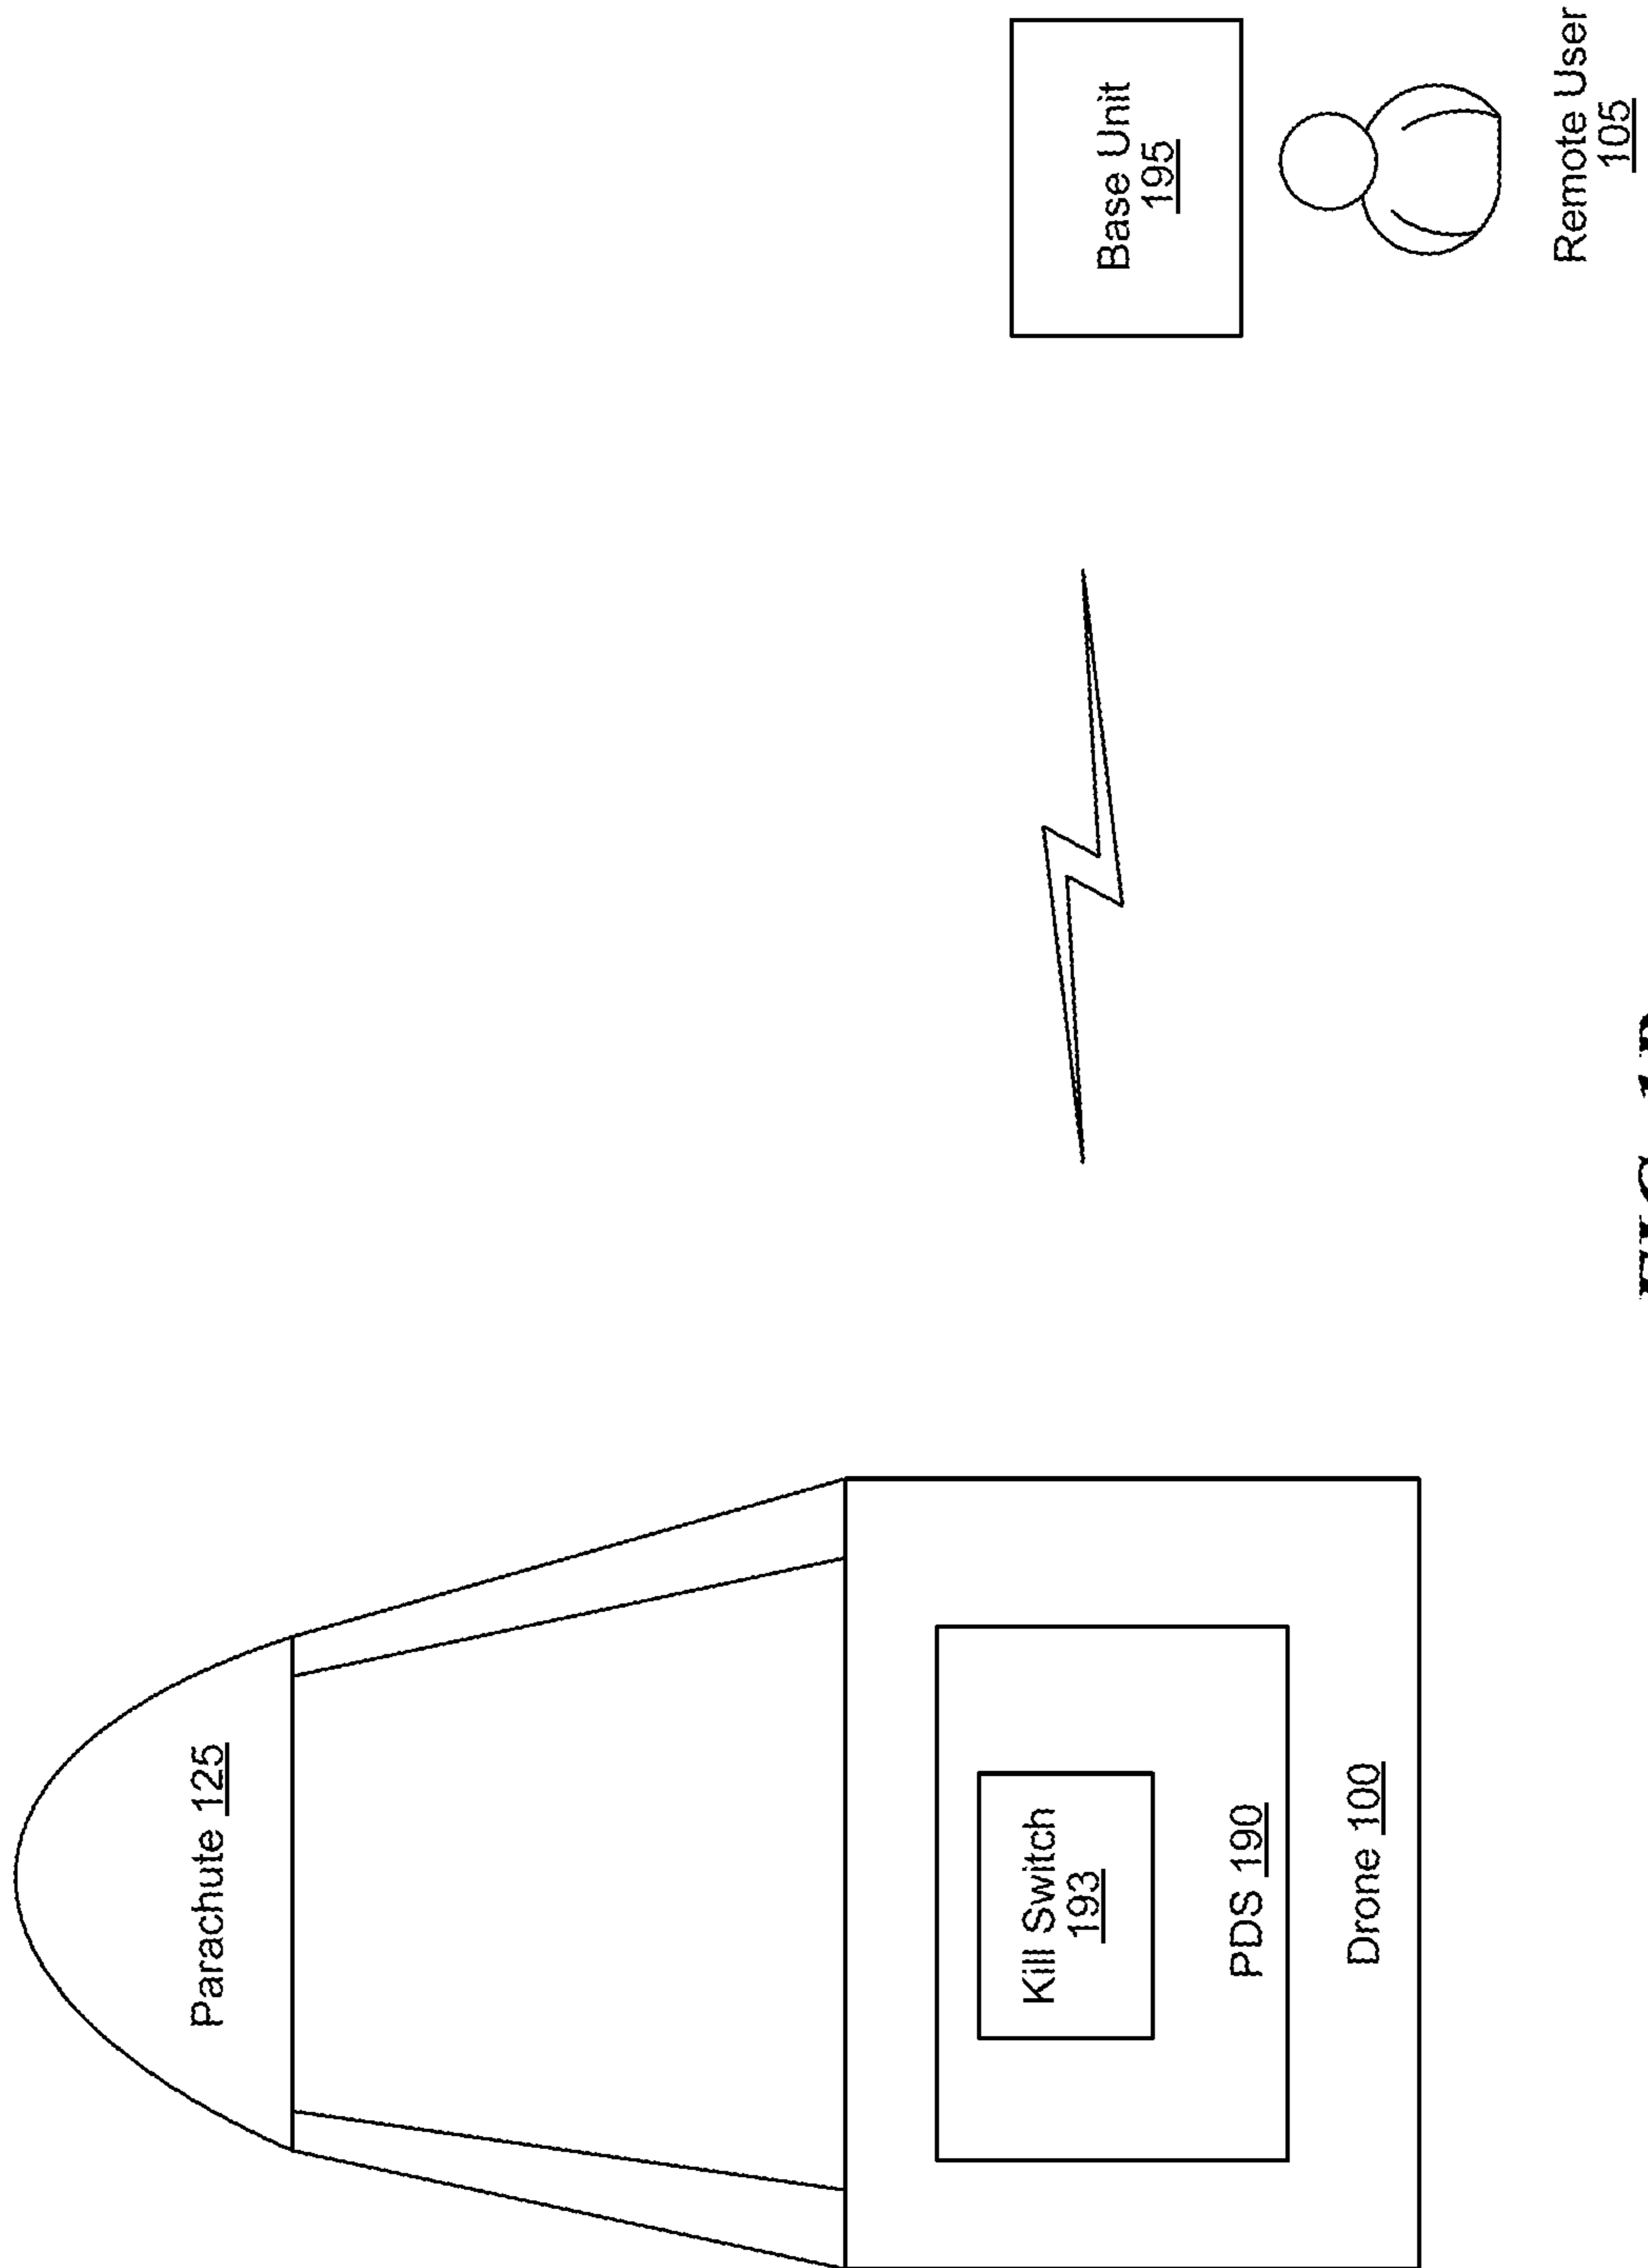 Parachute 125
Kill Switch
193
PDS 190
Drone 100
Base Unit
195
Remote User
105